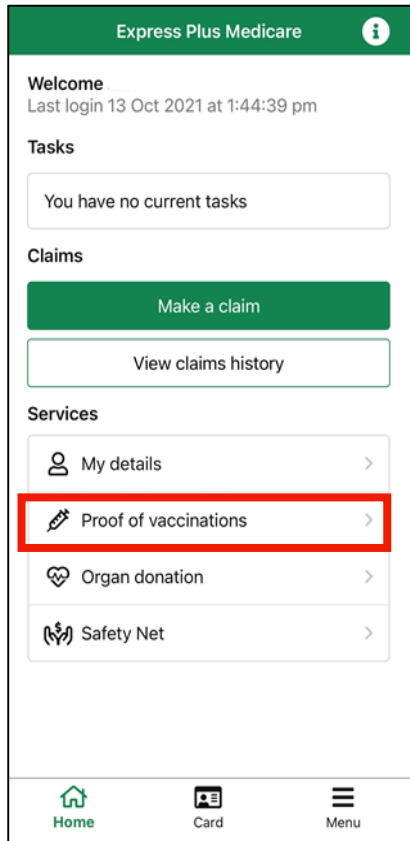 Express Plus Medicare
Welcome
Last login 13 Oct 2021 at 1:44:39 pm
Tasks
You have no current tasks
Claims
Make a claim
View claims history
Services
My details
Proof of vaccinations
Organ donation
Safety Net
Home Card Menu